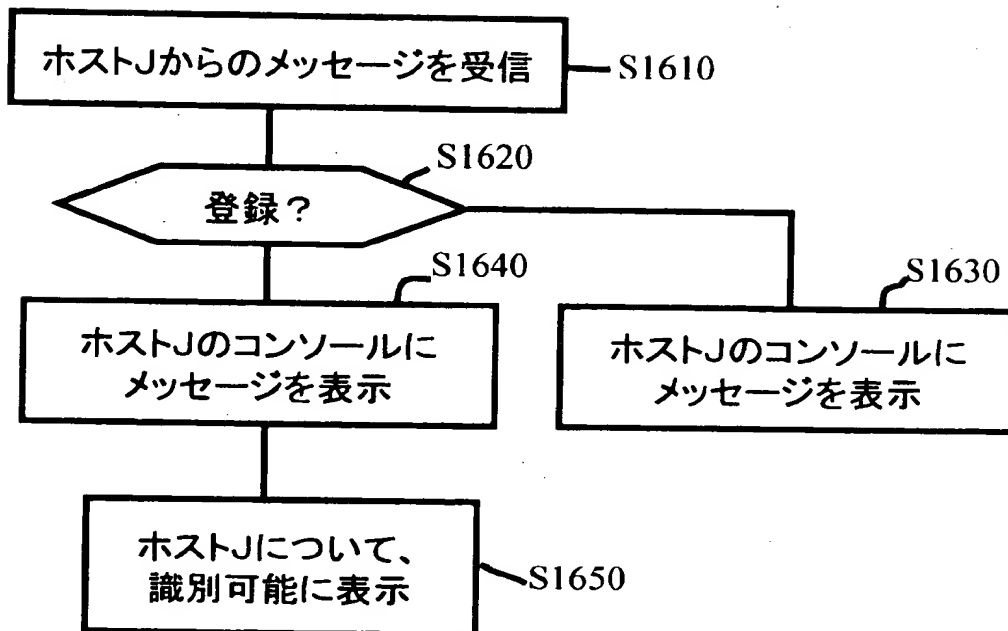 ホストJからのメッセージを受信
S1610
S1620
登録？
S1640
S1630
ホストJのコンソールに
メッセージを表示
ホストJのコンソールに
メッセージを表示
ホストJについて、
識別可能に表示
S1650